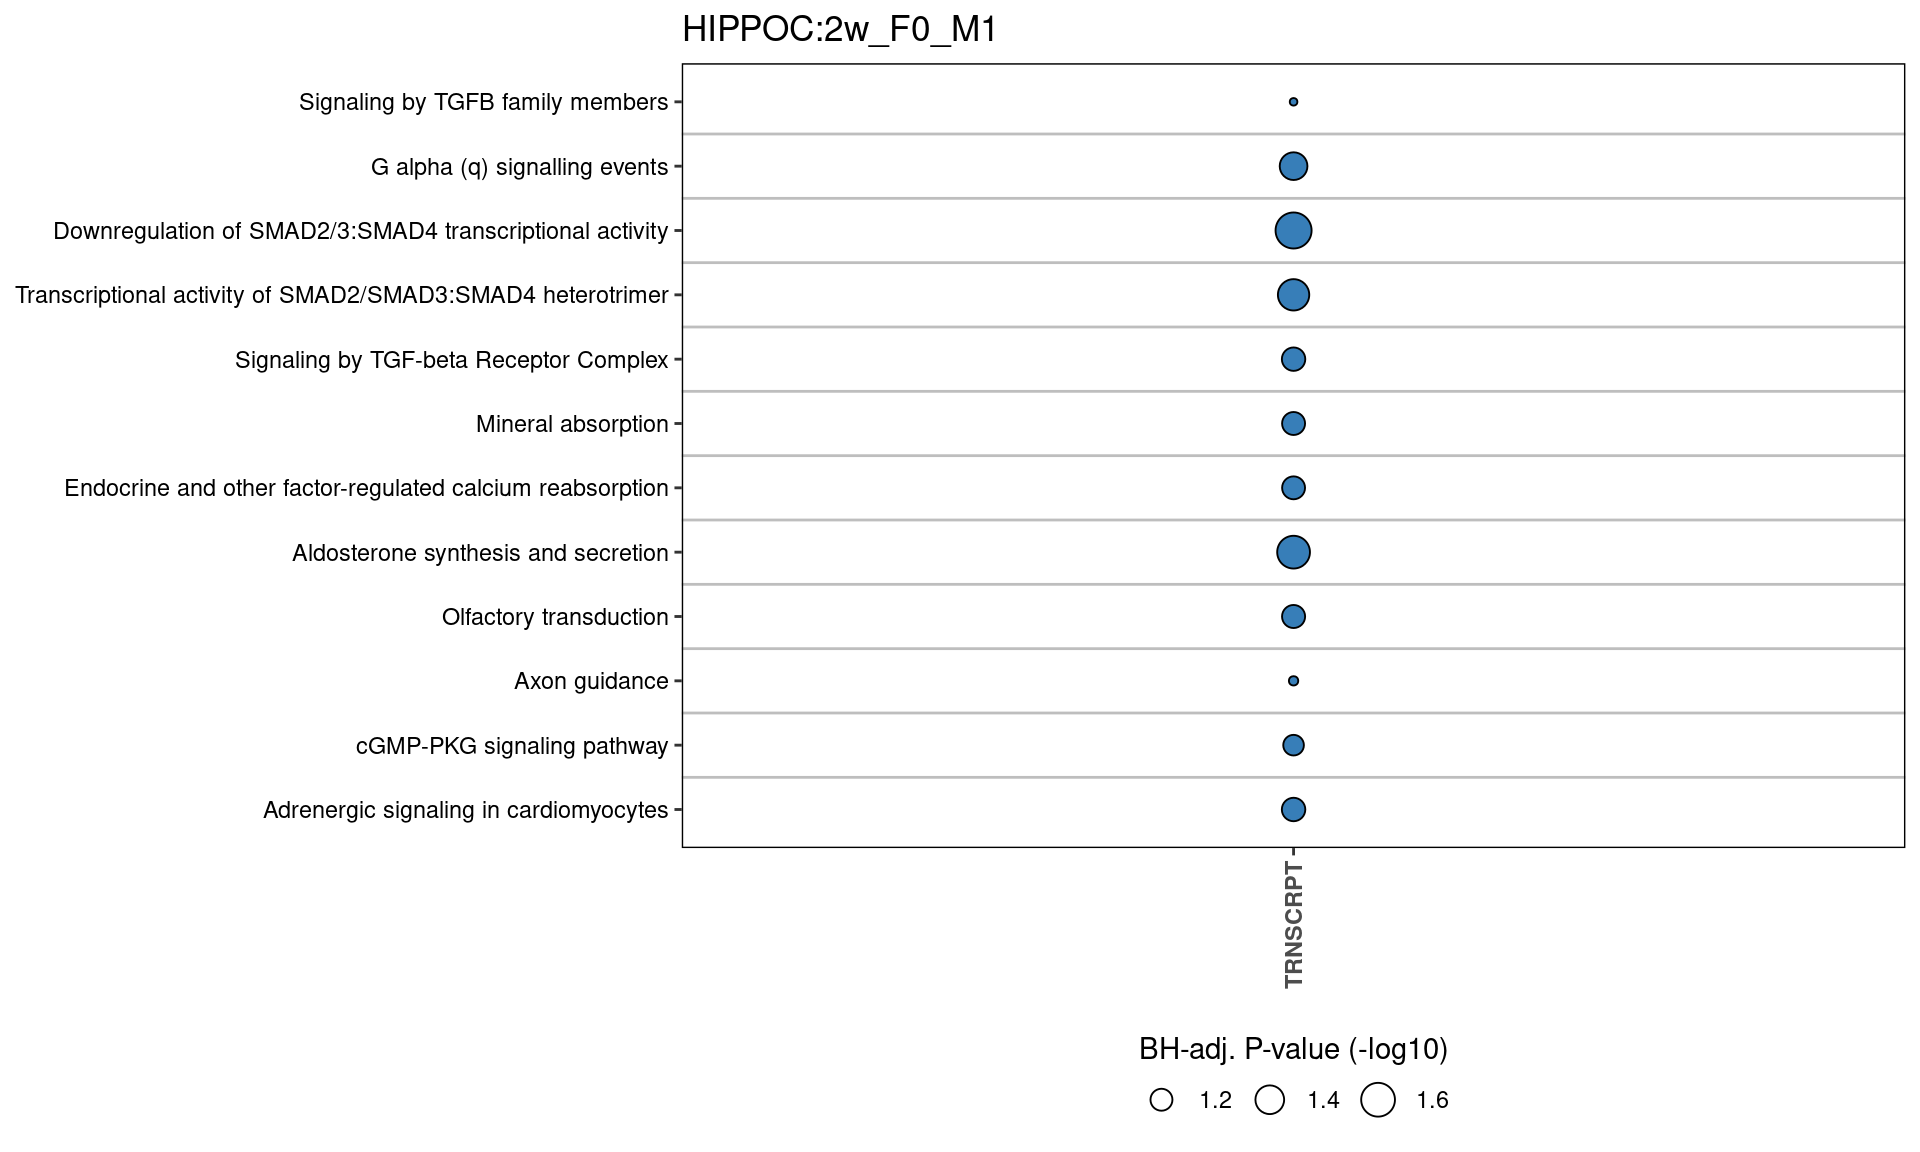 HIPPOC:2w_F0_M1
Signaling by TGFB family members
G alpha (q) signalling events
Downregulation of SMAD2/3:SMAD4 transcriptional activity
Transcriptional activity of SMAD2/SMAD3:SMAD4 heterotrimer
Signaling by TGF-beta Receptor Complex
Mineral absorption
Endocrine and other factor-regulated calcium reabsorption
Aldosterone synthesis and secretion
Olfactory transduction
Axon guidance
cGMP-PKG signaling pathway
Adrenergic signaling in cardiomyocytes
TRNSCRPT
BH-adj. P-value (-log10)
1.2 1.4 1.6